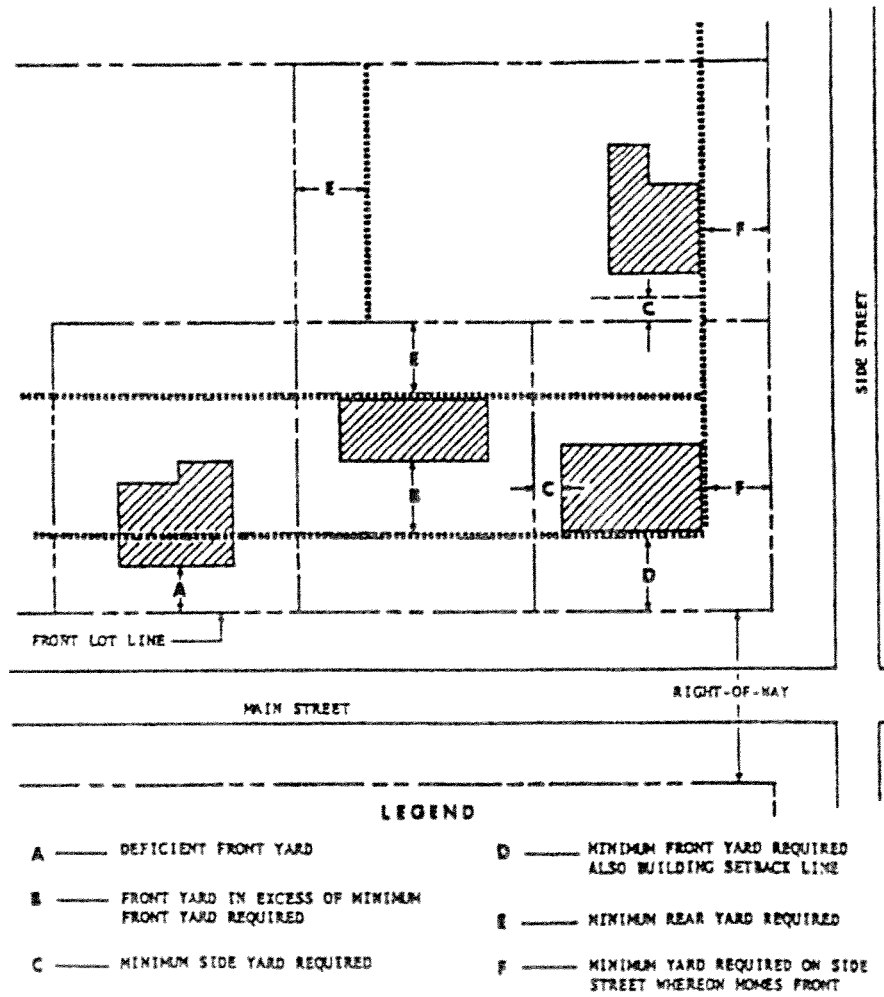 E
F
C
SIDE STREET
E
B
C
F
A
D
FRONT LOT LINE
RIGHT-OF-WAY
MAIN STREET
LEGEND
A DEFICIENT FRONT YARD
B FRONT YARD IN EXCESS OF MINIMUM
FRONT YARD REQUIRED
C MINIMUM SIDE YARD REQUIRED
D MINIMUM FRONT YARD REQUIRED
ALSO BUILDING SETBACK LINE
E MINIMUM REAR YARD REQUIRED
F MINIMUM YARD REQUIRED ON SIDE
STREET WHEREON HOMES FRONT